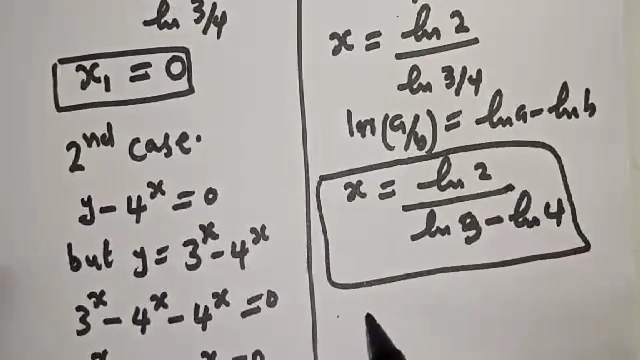 ln 3/4
x₁ = 0
2nd case.
y - 4^x = 0
but y = 3^x - 4^x
3^x - 4^x - 4^x = 0
x = ln 2 / ln 3/4
ln(a/b) = ln a - ln b
x = ln 2 / ln 3 - ln 4